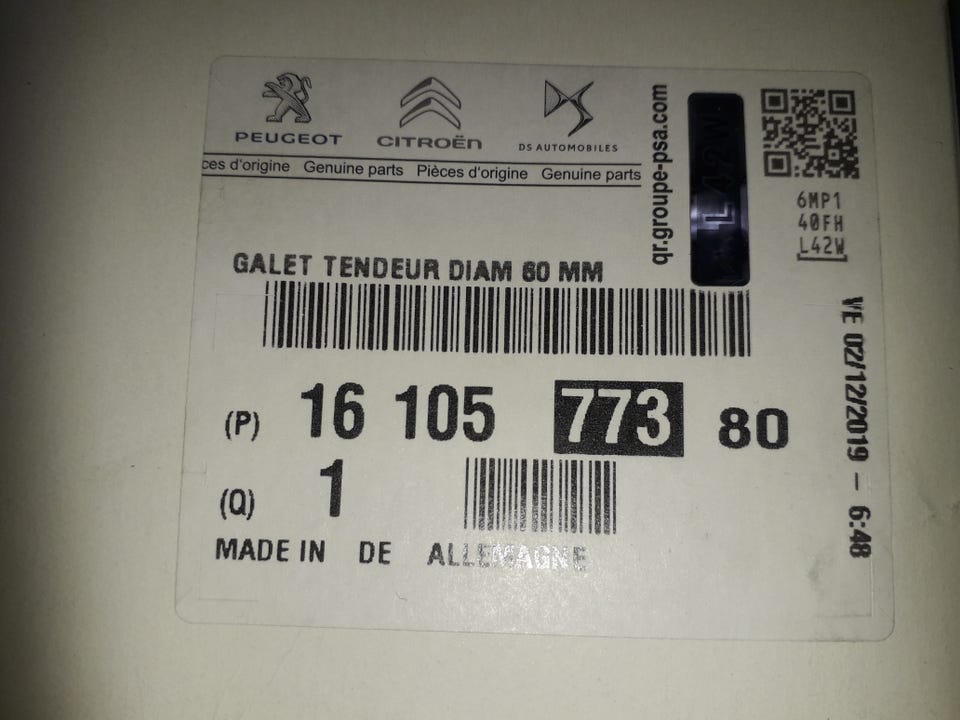 PEUGEOT
CITROËN
DS AUTOMOBILES
ces d'origine Genuine parts Pièces d'origine Genuine parts
qr.groupe-psa.com
L42W
6MP1
40FH
L42W
GALET TENDEUR DIAM 60 MM
(P) 16 105 773 80
(Q) 1
MADE IN DE ALLEMAGNE
VE 02/12/2019 - 6:48